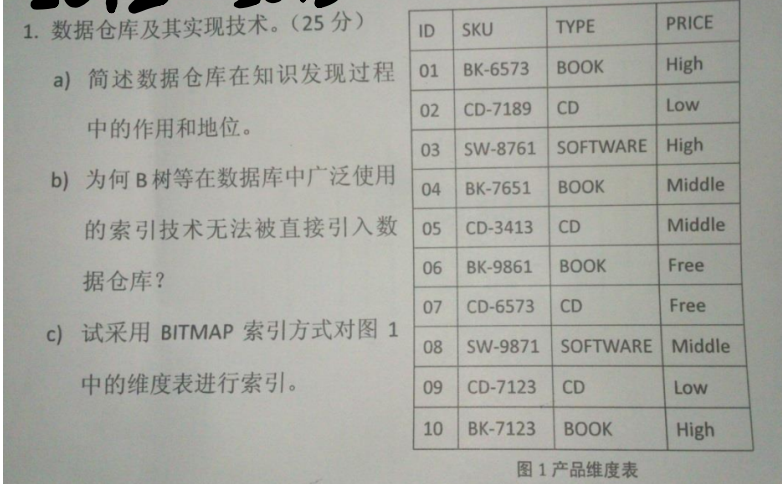 1. 数据仓库及其实现技术。（25 分）
a) 简述数据仓库在知识发现过程
中的作用和地位。
b) 为何 B 树等在数据库中广泛使用
的索引技术无法被直接引入数
据仓库？
c) 试采用 BITMAP 索引方式对图 1
中的维度表进行索引。
ID SKU TYPE PRICE
01 BK-6573 BOOK High
02 CD-7189 CD Low
03 SW-8761 SOFTWARE High
04 BK-7651 BOOK Middle
05 CD-3413 CD Middle
06 BK-9861 BOOK Free
07 CD-6573 CD Free
08 SW-9871 SOFTWARE Middle
09 CD-7123 CD Low
10 BK-7123 BOOK High
图 1 产品维度表